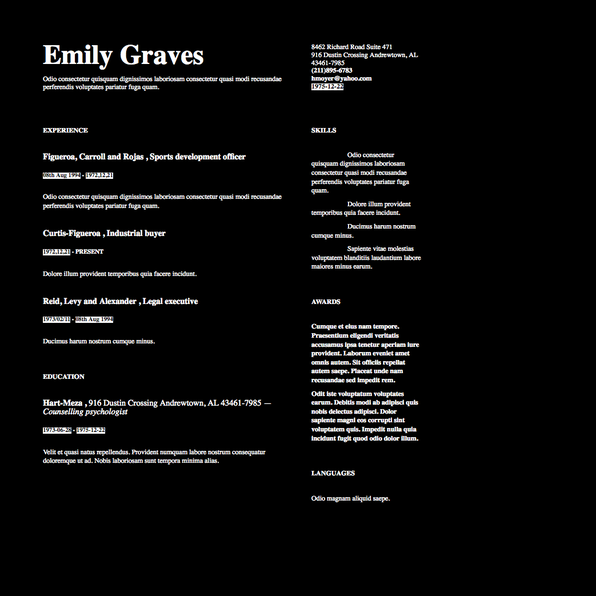 Emily Graves
Odio consectetur quisquam dignissimos laboriosam consectetur quasi modi recusandae
perferendis voluptates pariatur fuga quam.
8462 Richard Road Suite 471
916 Dustin Crossing Andrewtown, AL
43461-7985
(211)895-6783
hmoyer@yahoo.com
1975-12-22
EXPERIENCE
Figueroa, Carroll and Rojas , Sports development officer
08th Aug 1994 - 1972.12.21
Odio consectetur quisquam dignissimos laboriosam consectetur quasi modi recusandae
perferendis voluptates pariatur fuga quam.
Curtis-Figueroa , Industrial buyer
1972.12.21 - PRESENT
Dolore illum provident temporibus quia facere incidunt.
Reid, Levy and Alexander , Legal executive
1973/02/11 - 08th Aug 1994
Ducimus harum nostrum cumque minus.
EDUCATION
Hart-Meza , 916 Dustin Crossing Andrewtown, AL 43461-7985 —
Counselling psychologist
1973-06-28 - 1975-12-22
Velit et quasi natus repellendus. Provident numquam labore nostrum consequatur
doloremque ut ad. Nobis laboriosam sunt tempora minima alias.
SKILLS
Odio consectetur
quisquam dignissimos laboriosam
consectetur quasi modi recusandae
perferendis voluptates pariatur fuga
quam.
Dolore illum provident
temporibus quia facere incidunt.
Ducimus harum nostrum
cumque minus.
Sapiente vitae molestias
voluptatem blanditiis laudantium labore
maiores minus earum.
AWARDS
Cumque et eius nam tempore.
Praesentium eligendi veritatis
accusamus ipsa tenetur aperiam iure
provident. Laborum eveniet amet
omnis autem. Sit officiis repellat
autem saepe. Placeat unde nam
recusandae sed impedit rem.
Odit iste voluptatum voluptates
earum. Debitis modi ab adipisci quis
nobis delectus adipisci. Dolor
sapiente magni eos corrupti sint
voluptatem quis. Impedit nulla quia
incidunt fugit quod odio dolor illum.
LANGUAGES
Odio magnam aliquid saepe.